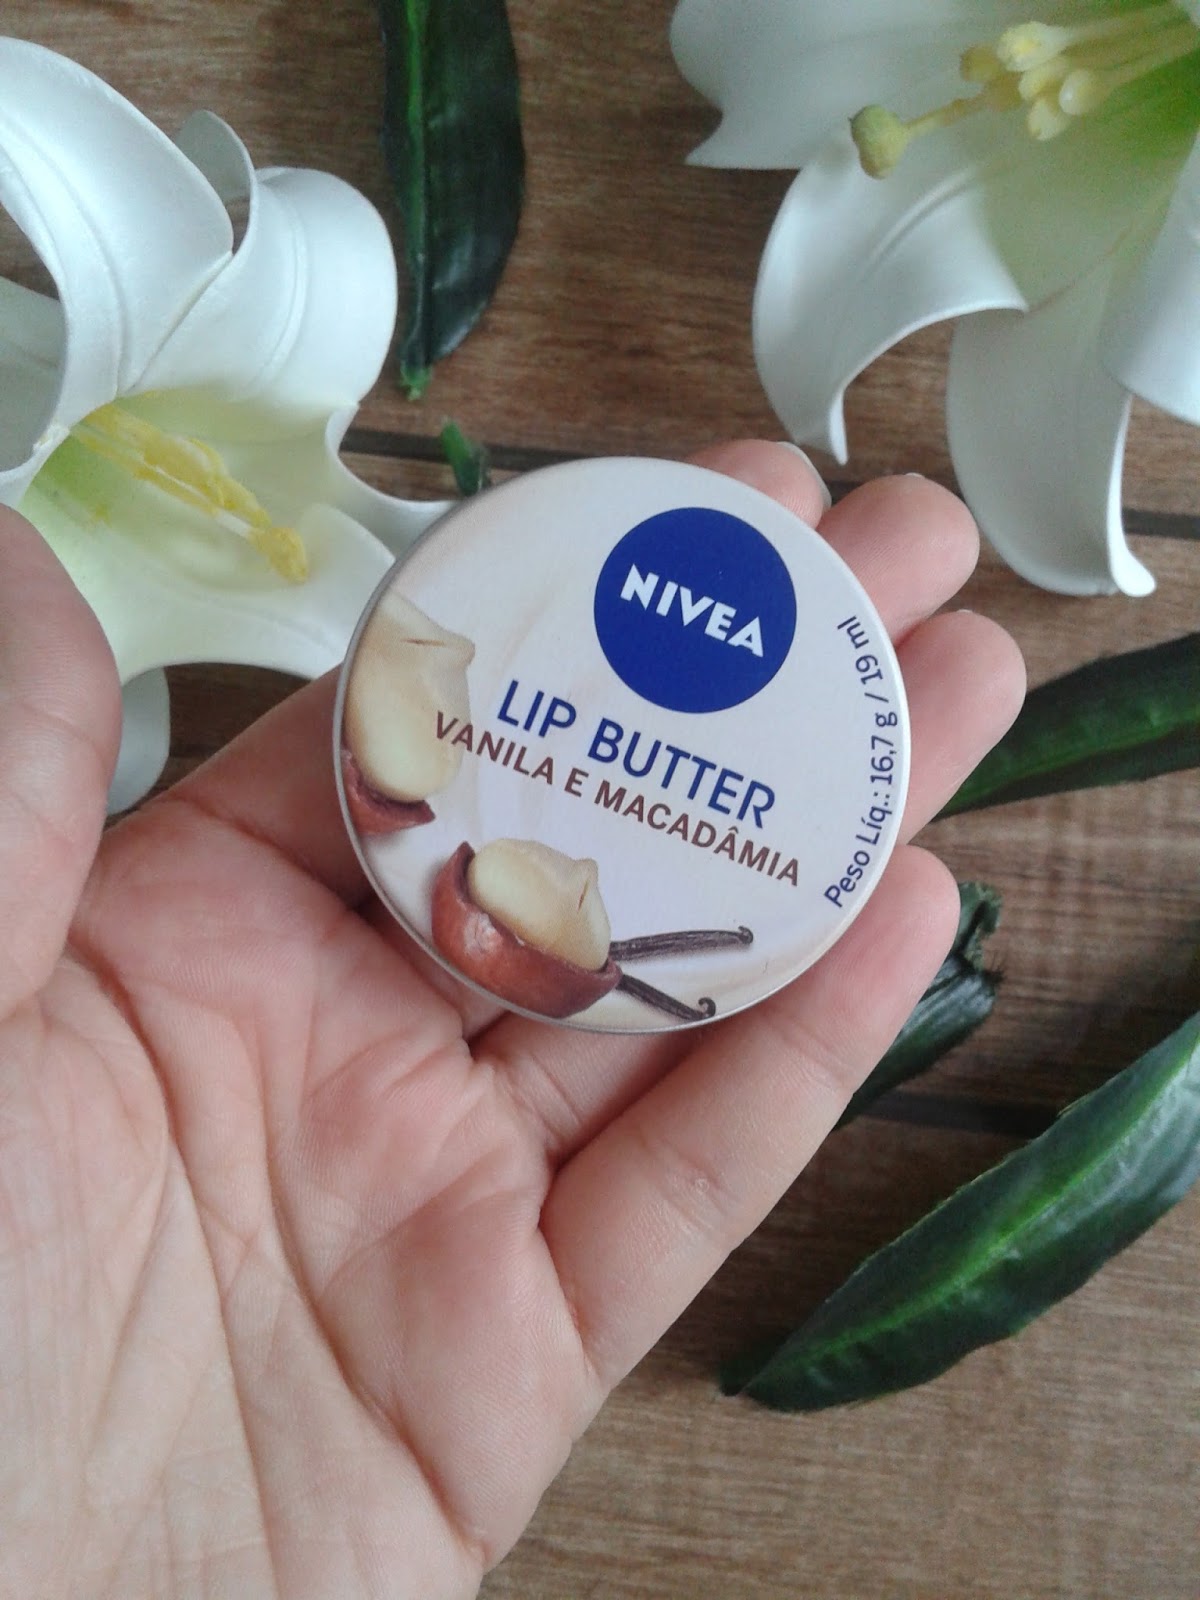 NIVEA
LIP BUTTER
VANILA E MACADÂMIA
Peso Líq.: 16,7 g / 19 ml